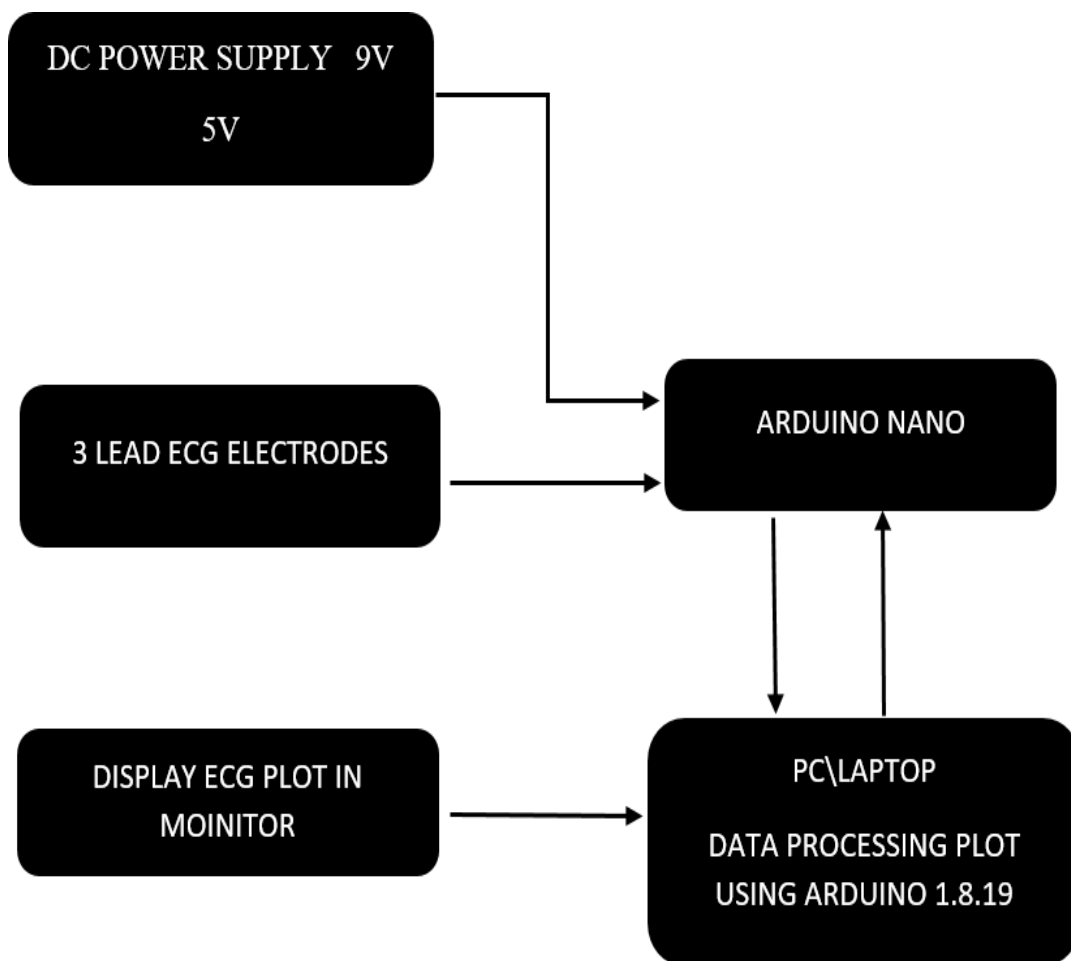 DC POWER SUPPLY 9V
5V
3 LEAD ECG ELECTRODES
ARDUINO NANO
DISPLAY ECG PLOT IN
MOINITOR
PC\LAPTOP
DATA PROCESSING PLOT
USING ARDUINO 1.8.19